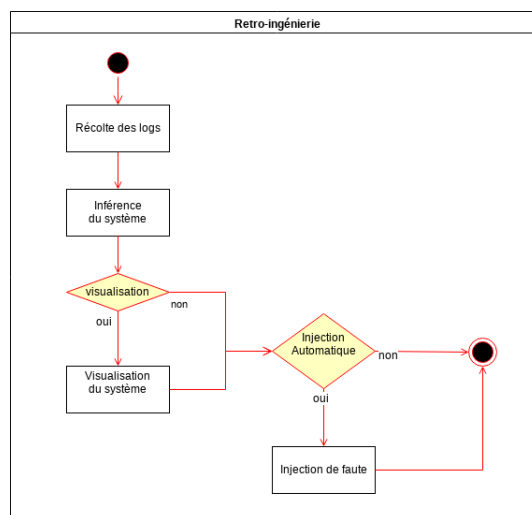 Retro-ingénierie
Récolte des logs
Inférence
du système
visualisation
non
oui
Visualisation
du système
Injection
Automatique
non
oui
Injection de faute